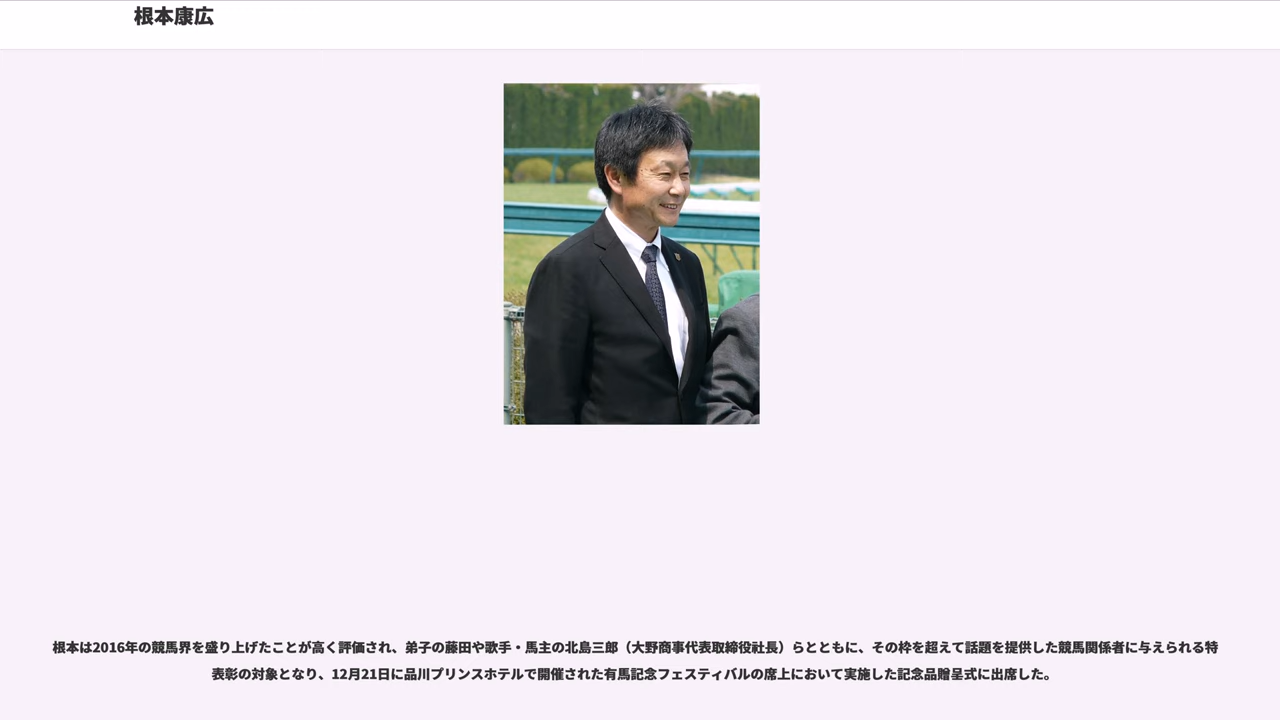 根本康広
根本は2016年の競馬界を盛り上げたことが高く評価され、弟子の藤田や歌手・馬主の北島三郎（大野商事代表取締役社長）らとともに、その枠を超えて話題を提供した競馬関係者に与えられる特
表彰の対象となり、12月21日に品川プリンスホテルで開催された有馬記念フェスティバルの席上において実施した記念品贈呈式に出席した。